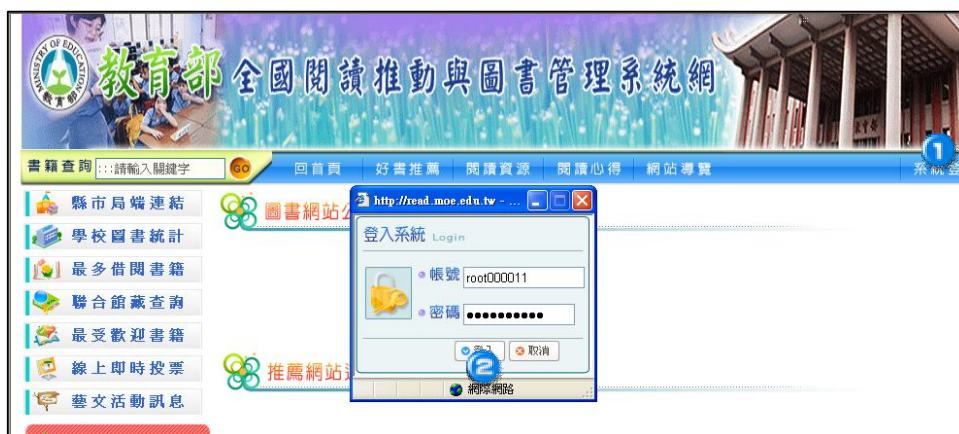 MINISTRY OF EDUCATION
教育部
教育部 全國閱讀推動與圖書管理系統網
書籍查詢 :::請輸入關鍵字 GO 回首頁 好書推薦 閱讀資源 閱讀心得 網站導覽 系統登
1
縣市局端連結
學校圖書統計
最多借閱書籍
聯合館藏查詢
最受歡迎書籍
線上即時投票
藝文活動訊息
圖書網站公
推薦網站
http://read.moe.edu.tw - ...
登入系統 Login
帳號 root000011
密碼 ●●●●●●●●●●
登入 取消
2
網際網路